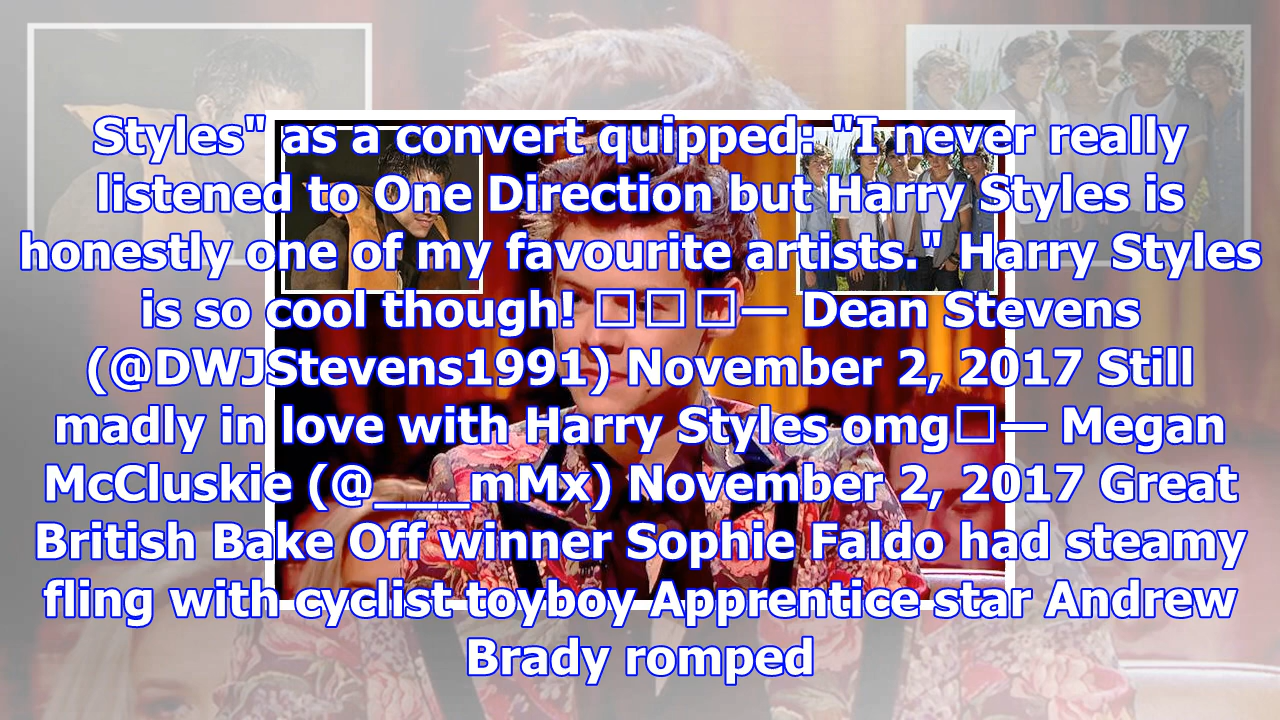 Styles" as a convert quipped: "I never really
listened to One Direction but Harry Styles is
honestly one of my favourite artists." Harry Styles
is so cool though! □□□— Dean Stevens
(@DWJStevens1991) November 2, 2017 Still
madly in love with Harry Styles omg□— Megan
McCluskie (@___mMx) November 2, 2017 Great
British Bake Off winner Sophie Faldo had steamy
fling with cyclist toyboy Apprentice star Andrew
Brady romped